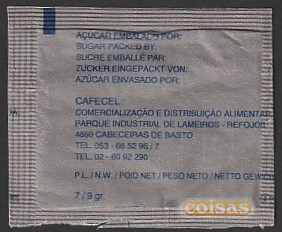 AÇUCAR EMBALADO POR:
SUGAR PACKED BY:
SUCRE EMBALLÉ PAR:
ZUCKER EINGEPACKT VON:
AZÚCAR ENVASADO POR:
CAFECEL:
COMERCIALIZAÇÃO E DISTRIBUIÇÃO ALIMENTAR
PARQUE INDUSTRIAL DE LAMEIROS - REFOJOS
4860 CABECEIRAS DE BASTO
TEL. 053 - 66 52 96 / 7
TEL. 02 - 60 92 290
P.L. / N.W. / POID NET / PESO NETO / NETTO GEWICH
7 / 9 gr.
coisas